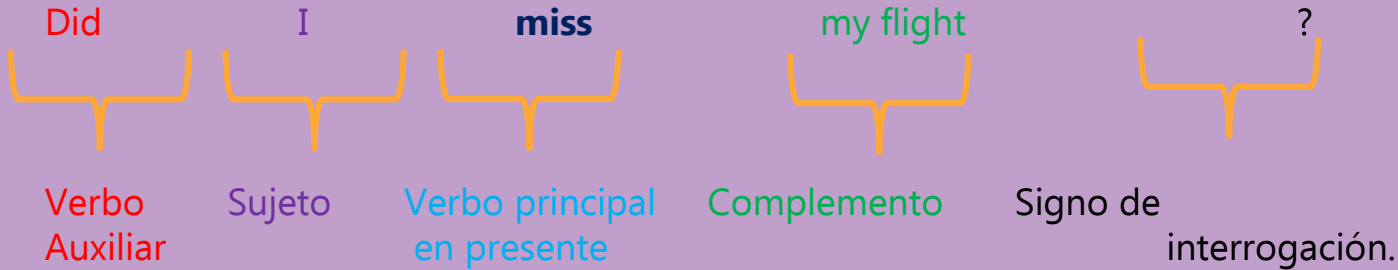 Did I miss my flight ?
Verbo Sujeto Verbo principal Complemento Signo de
Auxiliar en presente interrogación.